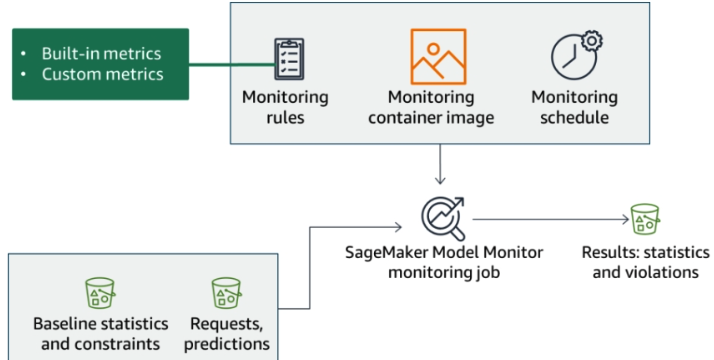 • Built-in metrics
• Custom metrics
Monitoring
rules
Monitoring
container image
Monitoring
schedule
SageMaker Model Monitor
monitoring job
Results: statistics
and violations
Baseline statistics
and constraints
Requests,
predictions